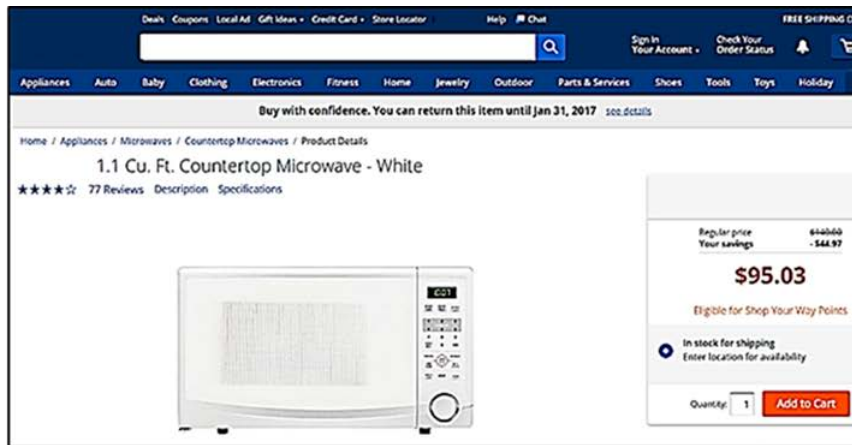 Deals Coupons Local Ad Gift Ideas Credit Card Store Locator Help Chat FREE SHIPPING
Sign In
Your Account
Check Your
Order Status
Appliances Auto Baby Clothing Electronics Fitness Home Jewelry Outdoor Parts & Services Shoes Tools Toys Holiday
Buy with confidence. You can return this item until Jan 31, 2017 see details
Home / Appliances / Microwaves / Countertop Microwaves / Product Details
1.1 Cu. Ft. Countertop Microwave - White
77 Reviews Description Specifications
Regular price $140.00
Your savings - $44.97
$95.03
Eligible for Shop Your Way Points
In stock for shipping
Enter location for availability
Quantity: 1 Add to Cart